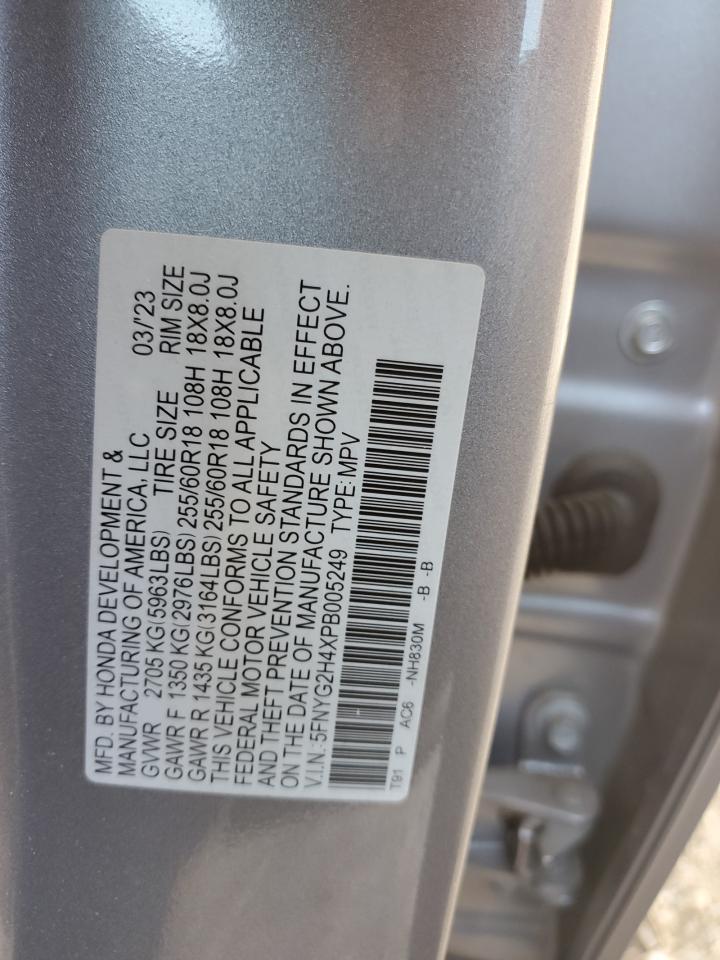 MFD. BY HONDA DEVELOPMENT &
MANUFACTURING OF AMERICA, LLC 03/'23
GVWR 2705 KG(5963LBS) TIRE SIZE RIM SIZE
GAWR F 1350 KG(2976LBS) 255/60R18 108H 18X8.0J
GAWR R 1435 KG(3164LBS) 255/60R18 108H 18X8.0J
THIS VEHICLE CONFORMS TO ALL APPLICABLE
FEDERAL MOTOR VEHICLE SAFETY
AND THEFT PREVENTION STANDARDS IN EFFECT
ON THE DATE OF MANUFACTURE SHOWN ABOVE.
V.I.N.:5FNYG2H4XPB005249 TYPE: MPV
T91 P AC6 -NH830M -B -B